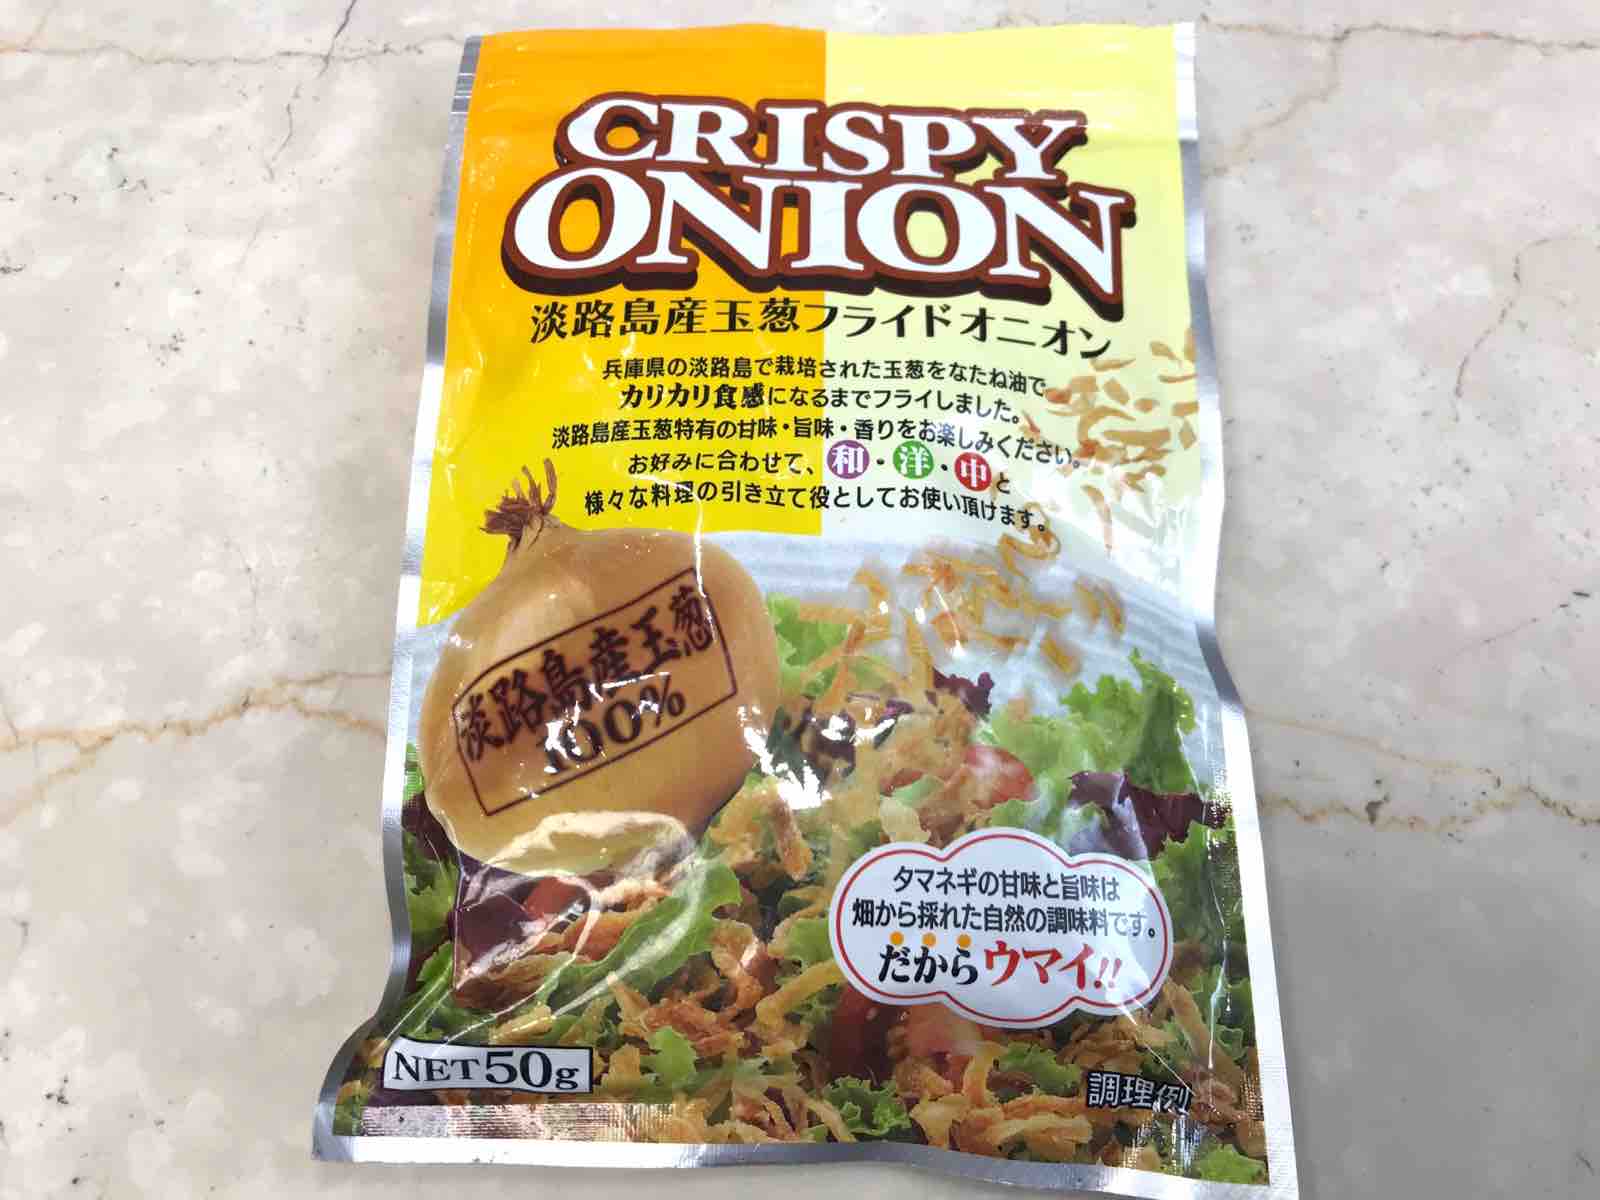 CRISPY
ONION
淡路島産玉葱フライドオニオン
兵庫県の淡路島で栽培された玉葱をなたね油で
カリカリ食感になるまでフライしました。
淡路島産玉葱特有の甘味・旨味・香りをお楽しみください。
お好みに合わせて、和・洋・中と
様々な料理の引き立て役としてお使い頂けます。
淡路島産玉葱
100%
タマネギの甘味と旨味は
畑から採れた自然の調味料です。
だからウマイ!!
NET50g
調理例